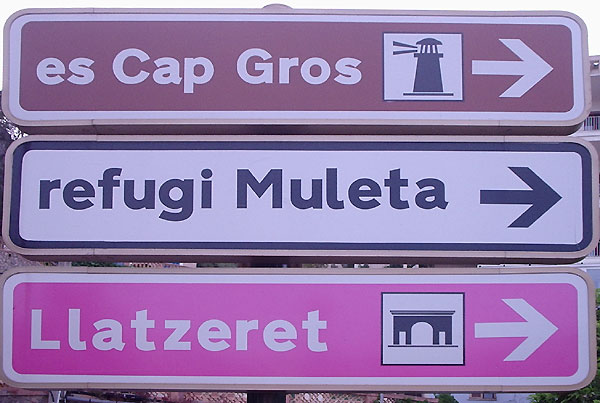 es Cap Gros
refugi Muleta
Llatzeret